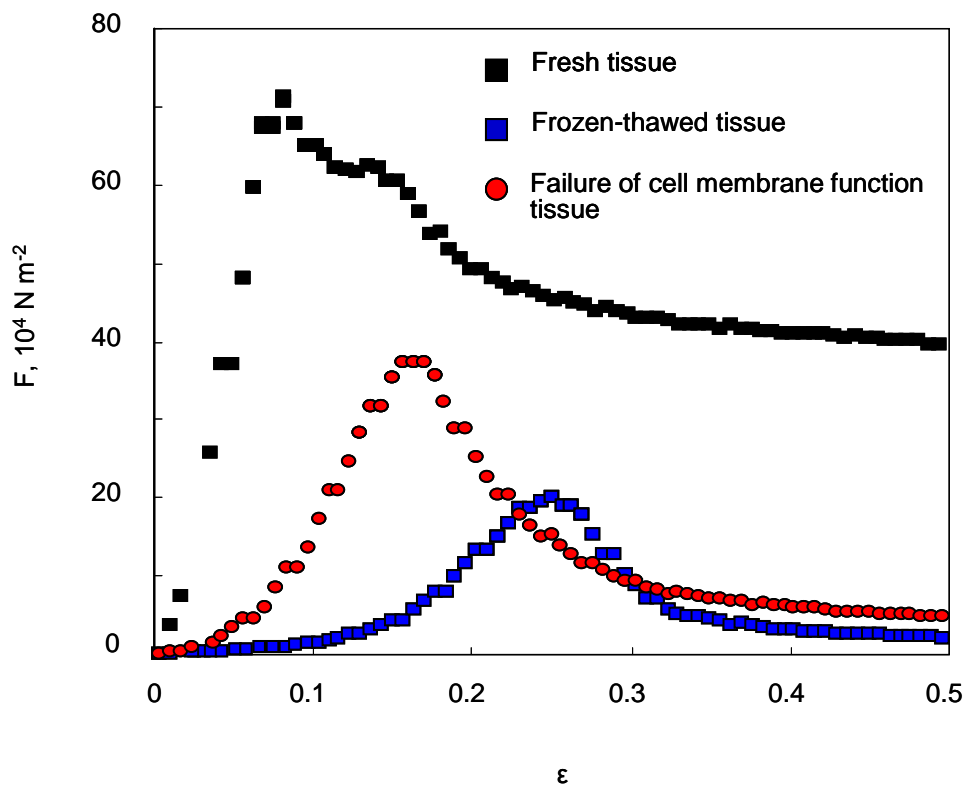 80
60
40
20
0
F, 10⁴ N m⁻²
Fresh tissue
Frozen-thawed tissue
Failure of cell membrane function
tissue
0 0.1 0.2 0.3 0.4 0.5
ε